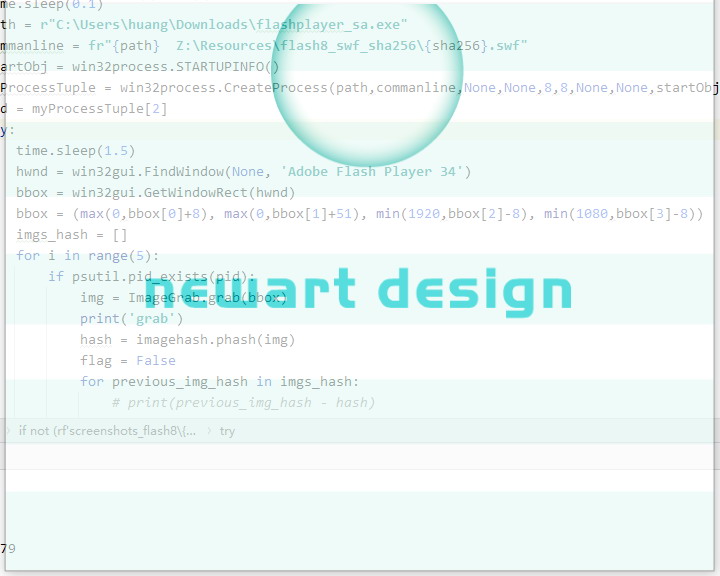 me.sleep(0.1)
th = r"C:\Users\huang\Downloads\flashplayer_sa.exe"
mmanline = fr"{path}  Z:\Resources\flash8_swf_sha256\{sha256}.swf"
artObj = win32process.STARTUPINFO()
ProcessTuple = win32process.CreateProcess(path,commanline,None,None,8,8,None,None,startObj
d = myProcessTuple[2]
y:
time.sleep(1.5)
hwnd = win32gui.FindWindow(None, 'Adobe Flash Player 34')
bbox = win32gui.GetWindowRect(hwnd)
bbox = (max(0,bbox[0]+8), max(0,bbox[1]+51), min(1920,bbox[2]-8), min(1080,bbox[3]-8))
imgs_hash = []
for i in range(5):
if psutil.pid_exists(pid):
img = ImageGrab.grab(bbox)
newart design
print('grab')
hash = imagehash.phash(img)
flag = False
for previous_img_hash in imgs_hash:
# print(previous_img_hash - hash)
if not (rf'screenshots_flash8\{... › try
79